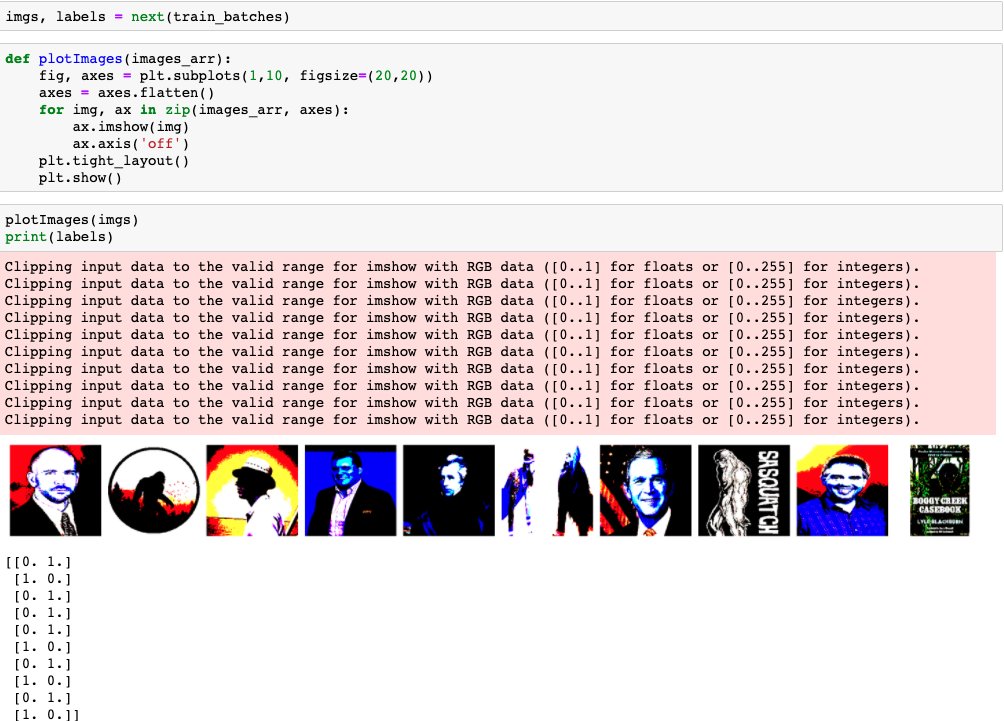 imgs, labels = next(train_batches)
def plotImages(images_arr):
    fig, axes = plt.subplots(1,10, figsize=(20,20))
    axes = axes.flatten()
    for img, ax in zip(images_arr, axes):
        ax.imshow(img)
        ax.axis('off')
    plt.tight_layout()
    plt.show()
plotImages(imgs)
print(labels)
Clipping input data to the valid range for imshow with RGB data ([0..1] for floats or [0..255] for integers).
Clipping input data to the valid range for imshow with RGB data ([0..1] for floats or [0..255] for integers).
Clipping input data to the valid range for imshow with RGB data ([0..1] for floats or [0..255] for integers).
Clipping input data to the valid range for imshow with RGB data ([0..1] for floats or [0..255] for integers).
Clipping input data to the valid range for imshow with RGB data ([0..1] for floats or [0..255] for integers).
Clipping input data to the valid range for imshow with RGB data ([0..1] for floats or [0..255] for integers).
Clipping input data to the valid range for imshow with RGB data ([0..1] for floats or [0..255] for integers).
Clipping input data to the valid range for imshow with RGB data ([0..1] for floats or [0..255] for integers).
Clipping input data to the valid range for imshow with RGB data ([0..1] for floats or [0..255] for integers).
Clipping input data to the valid range for imshow with RGB data ([0..1] for floats or [0..255] for integers).
SASQUATCH
BOGGY CREEK
CASEBOOK
LYLE BLACKBURN
[[0. 1.]
 [1. 0.]
 [0. 1.]
 [0. 1.]
 [0. 1.]
 [1. 0.]
 [0. 1.]
 [1. 0.]
 [0. 1.]
 [1. 0.]]